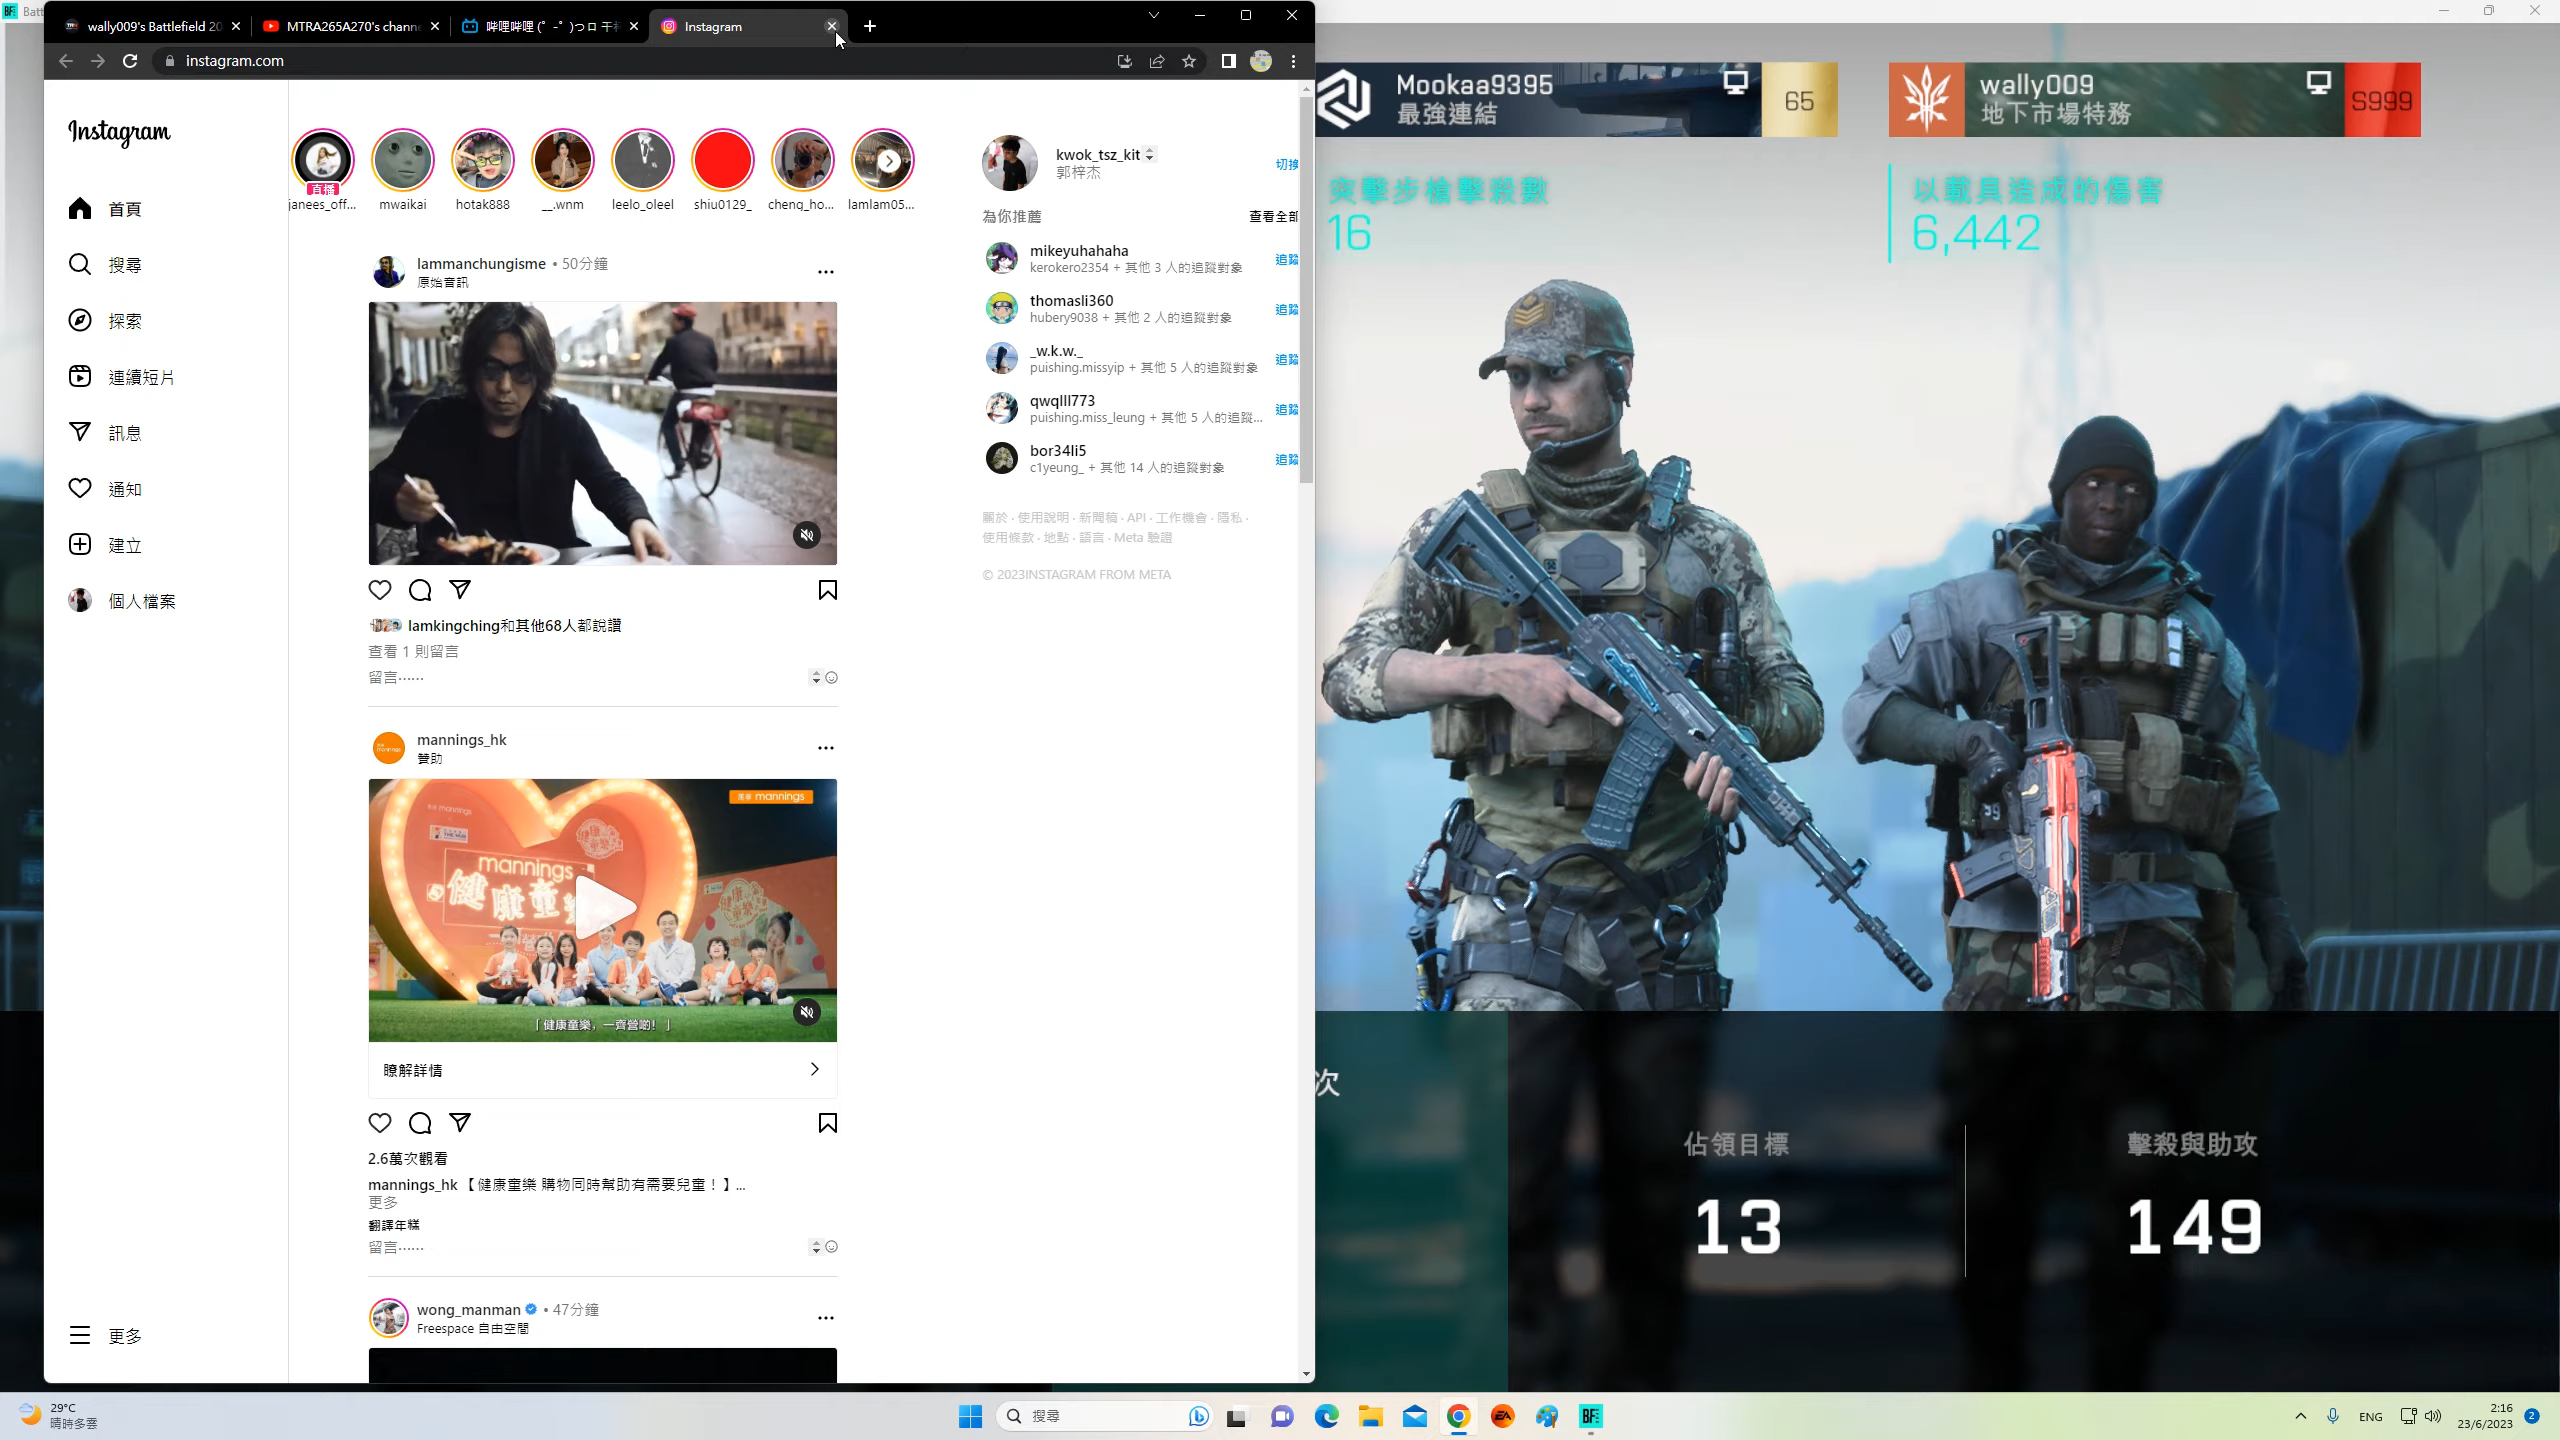 Batt
wally009's Battlefield 20
MTRA265A270's channe
哔哩哔哩 (゜-゜)つロ 干杯
Instagram
instagram.com
Instagram
首頁
搜尋
探索
連續短片
訊息
通知
建立
個人檔案
更多
直播
janees_off...
mwaikai
hotak888
__.wnm
leelo_oleel
shiu0129_
cheng_ho...
lamlam05...
lammanchungisme • 50分鐘
原始音訊
lamkingching和其他68人都說讚
查看 1 則留言
留言······
mannings_hk
贊助
萬寧 mannings
mannings
健康童樂
「健康童樂，一齊營啲！」
瞭解詳情
2.6萬次觀看
mannings_hk 【健康童樂 購物同時幫助有需要兒童！】...
更多
翻譯年糕
留言······
wong_manman • 47分鐘
Freespace 自由空間
kwok_tsz_kit
郭梓杰
切換
為你推薦
查看全部
mikeyuhahaha
kerokero2354 + 其他 3 人的追蹤對象
追蹤
thomasli360
hubery9038 + 其他 2 人的追蹤對象
追蹤
_w.k.w._
puishing.missyip + 其他 5 人的追蹤對象
追蹤
qwqlll773
puishing.miss_leung + 其他 5 人的追蹤...
追蹤
bor34li5
c1yeung_ + 其他 14 人的追蹤對象
追蹤
關於 · 使用說明 · 新聞稿 · API · 工作機會 · 隱私 ·
使用條款 · 地點 · 語言 · Meta 驗證
© 2023INSTAGRAM FROM META
Mookaa9395
最強連結
65
wally009
地下市場特務
S999
突擊步槍擊殺數
16
以載具造成的傷害
6,442
次
佔領目標
13
擊殺與助攻
149
29°C
晴時多雲
搜尋
EA
BF
ENG
2:16
23/6/2023
2